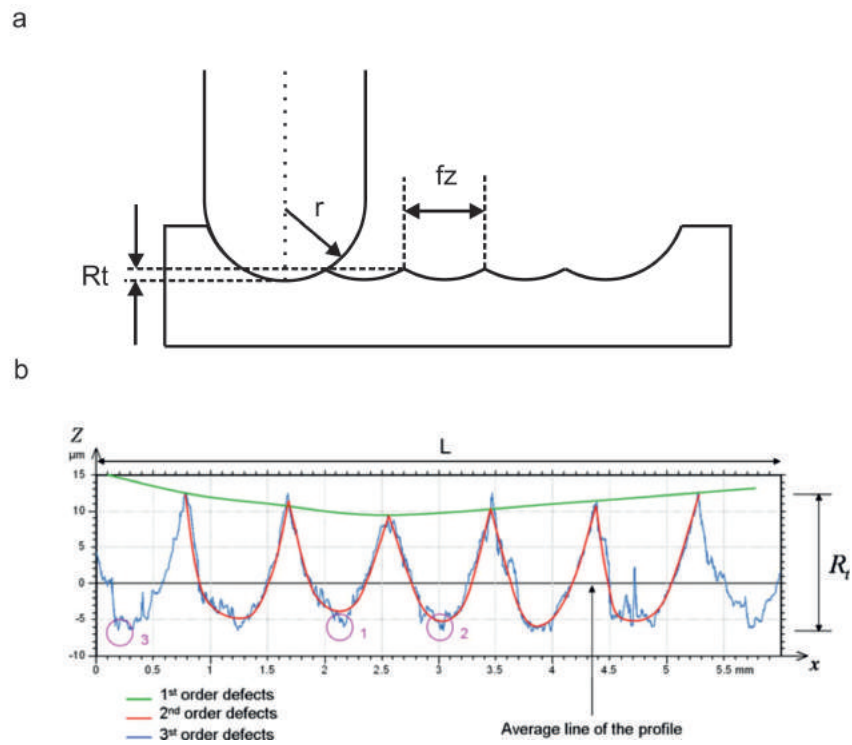 a
fz
r
Rt
b
Z
L
μm
15
10
5
0
-5
-10
R_t
3
1
2
0 0.5 1 1.5 2 2.5 3 3.5 4 4.5 5 5.5 mm
x
1st order defects
2nd order defects
3st order defects
Average line of the profile